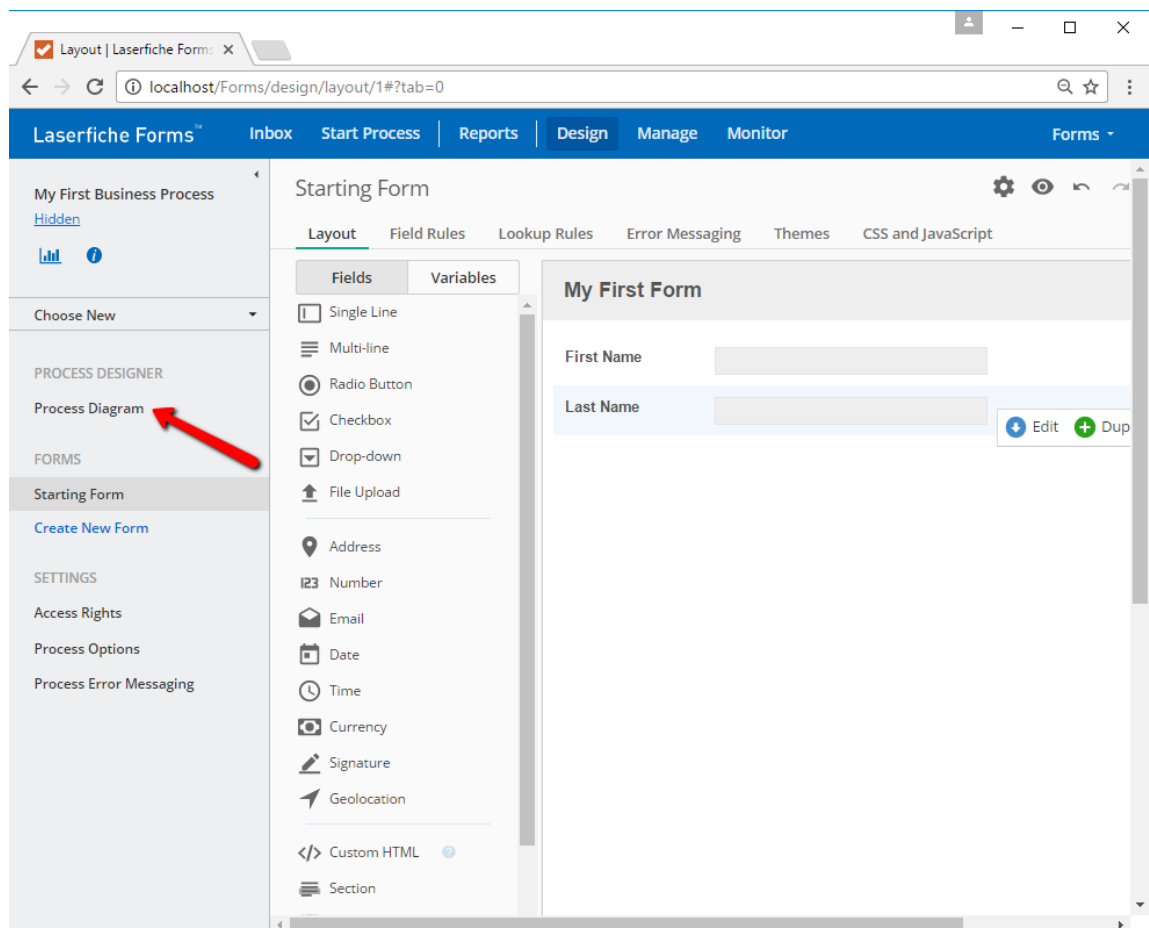 Layout | Laserfiche Forms
localhost/Forms/design/layout/1#?tab=0
Laserfiche Forms™ Inbox Start Process Reports Design Manage Monitor Forms
My First Business Process
Hidden
Choose New
PROCESS DESIGNER
Process Diagram
FORMS
Starting Form
Create New Form
SETTINGS
Access Rights
Process Options
Process Error Messaging
Starting Form
Layout Field Rules Lookup Rules Error Messaging Themes CSS and JavaScript
Fields Variables
Single Line
Multi-line
Radio Button
Checkbox
Drop-down
File Upload
Address
123 Number
Email
Date
Time
Currency
Signature
Geolocation
</> Custom HTML ?
Section
My First Form
First Name
Last Name
Edit Dup